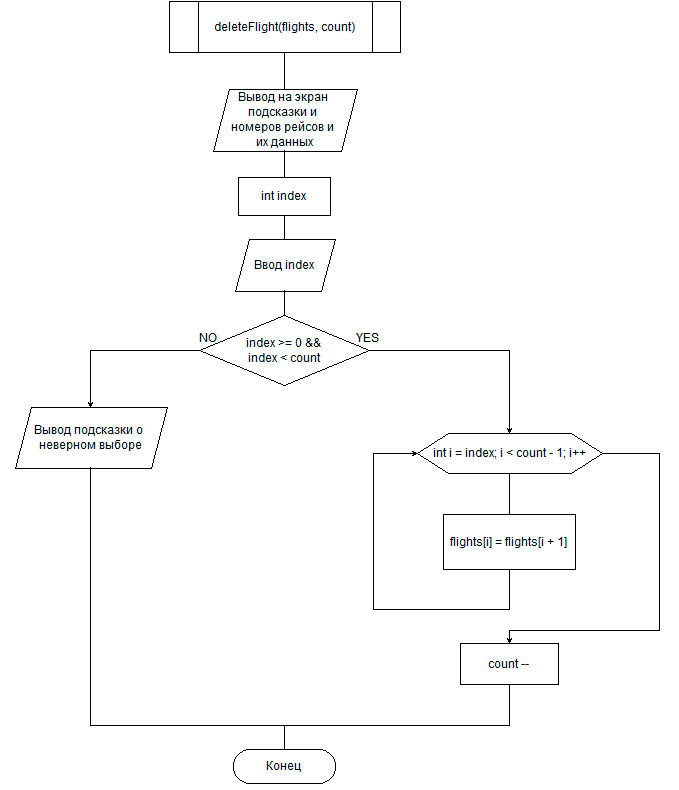 deleteFlight(flights, count)
Вывод на экран
подсказки и
номеров рейсов и
их данных
int index
Ввод index
NO
index >= 0 &&
index < count
YES
Вывод подсказки о
неверном выборе
int i = index; i < count - 1; i++
flights[i] = flights[i + 1]
count --
Конец